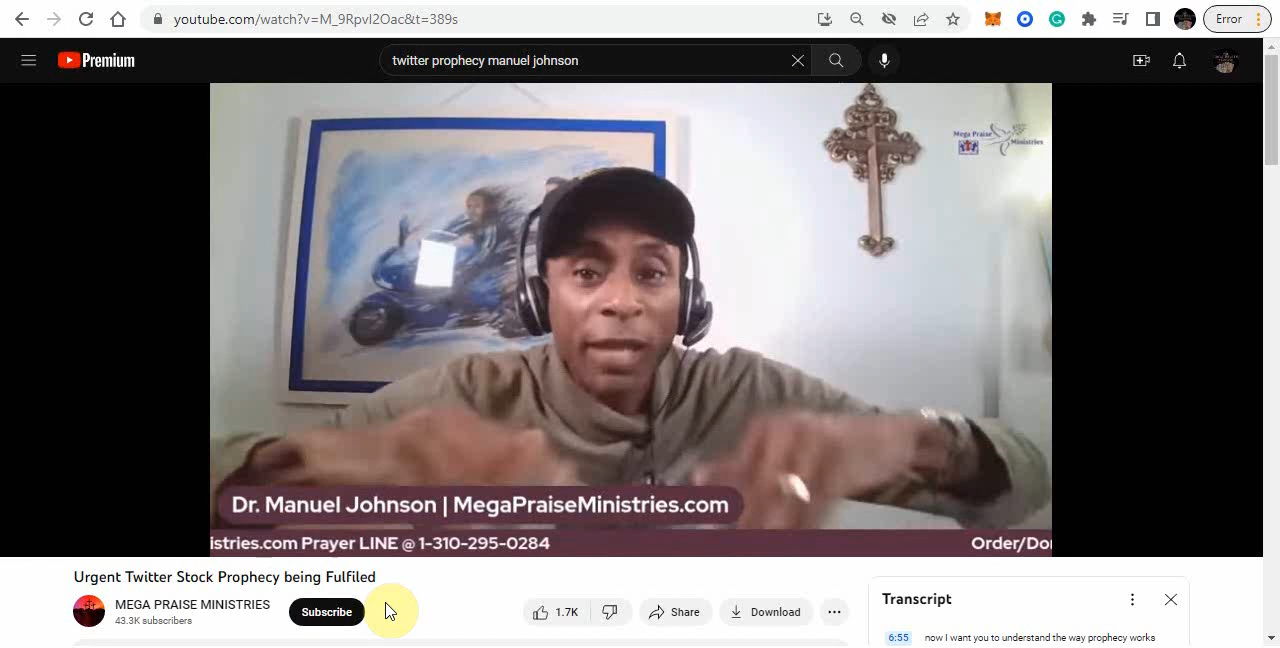 youtube.com/watch?v=M_9RpvI2Oac&t=389s
Error
Premium
twitter prophecy manuel johnson
Mega Praise
Ministries
Dr. Manuel Johnson | MegaPraiseMinistries.com
istries.com Prayer LINE @ 1-310-295-0284
Order/Do
Urgent Twitter Stock Prophecy being Fulfiled
MEGA PRAISE MINISTRIES
43.3K subscribers
Subscribe
1.7K
Share
Download
Transcript
6:55 now I want you to understand the way prophecy works